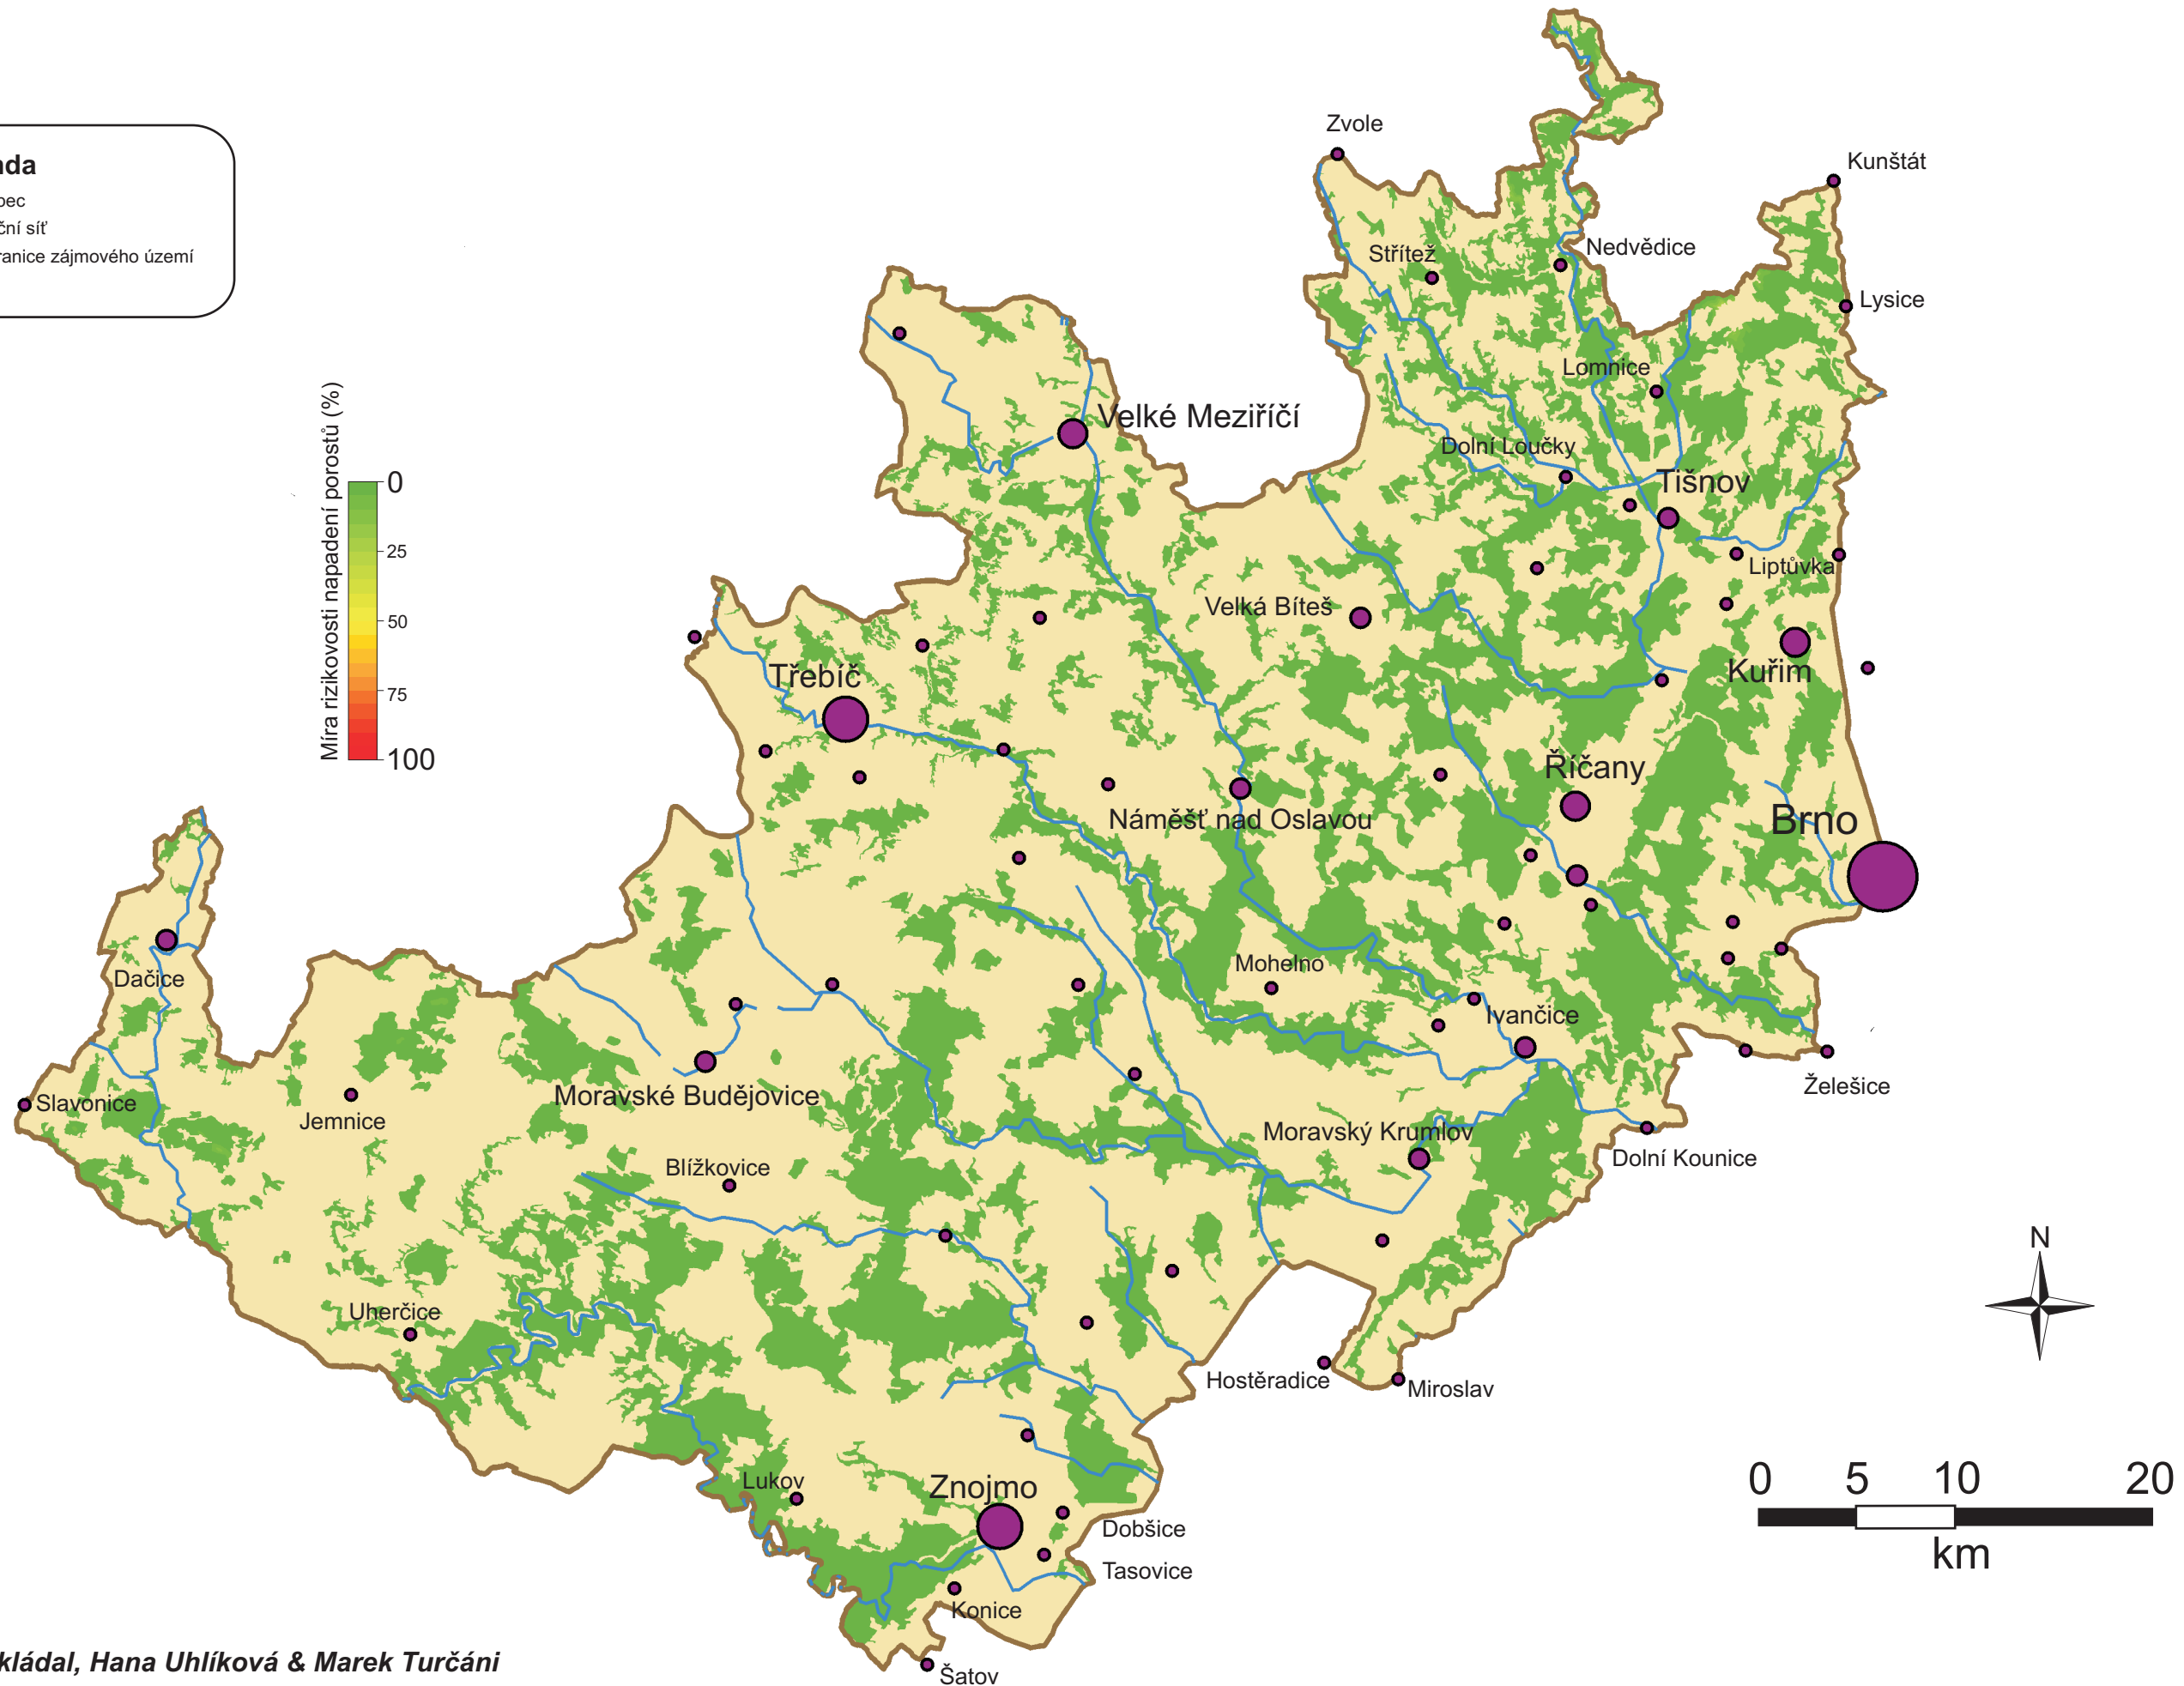 nda
pec
ční síť
ranice zájmového území
Míra rizikovosti napadení porostů (%)
0
25
50
75
100
Zvole
Kunštát
Střítež
Nedvědice
Lysice
Lomnice
Velké Meziříčí
Dolní Loučky
Tišnov
Liptůvka
Velká Bíteš
Kuřim
Třebíč
Říčany
Náměšť nad Oslavou
Brno
Mohelno
Dačice
Ivančice
Želešice
Moravské Budějovice
Slavonice
Jemnice
Moravský Krumlov
Dolní Kounice
Blížkovice
N
Uherčice
Hostěradice
Miroslav
Lukov
Znojmo
0 5 10 20
km
Dobšice
Tasovice
Konice
Šatov
kládal, Hana Uhlíková & Marek Turčáni